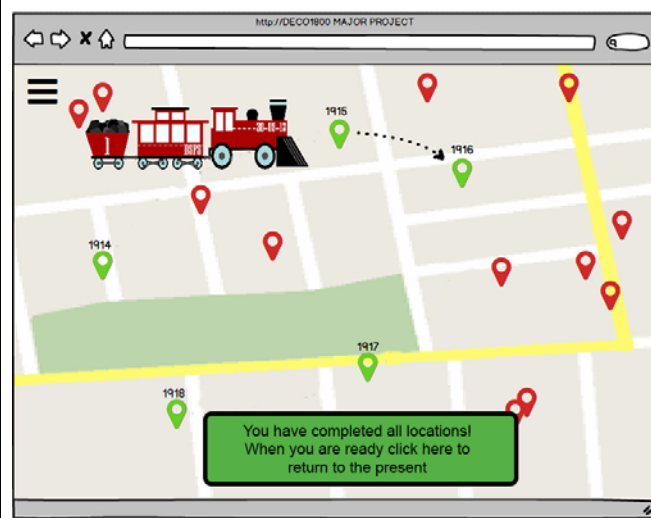 http://DECO1800 MAJOR PROJECT
1915
1916
1
1914
1917
1918
You have completed all locations!
When you are ready click here to
return to the present